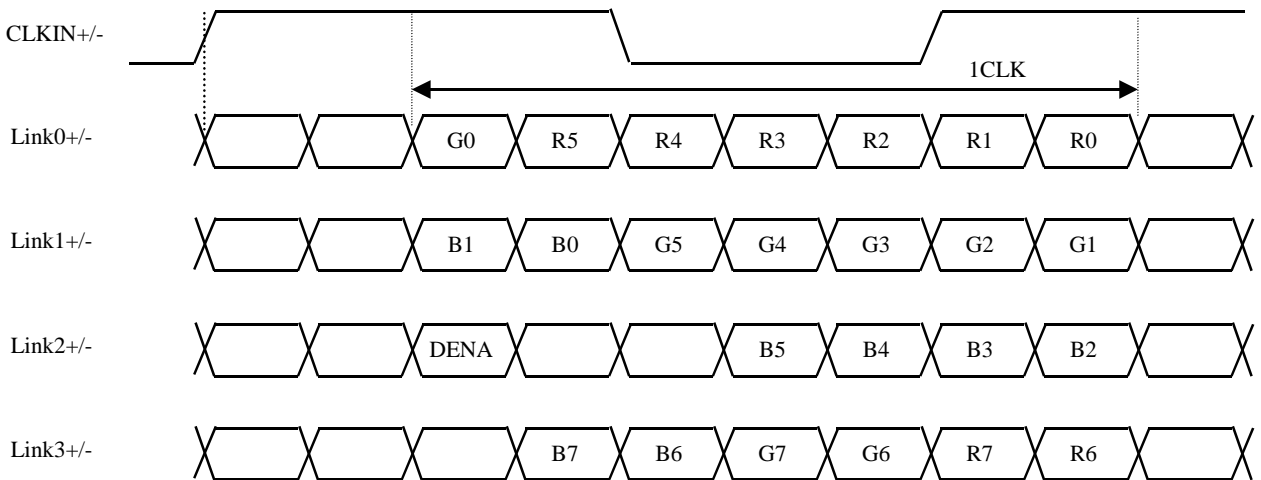 CLKIN+/-
1CLK
Link0+/- G0 R5 R4 R3 R2 R1 R0
Link1+/- B1 B0 G5 G4 G3 G2 G1
Link2+/- DENA B5 B4 B3 B2
Link3+/- B7 B6 G7 G6 R7 R6